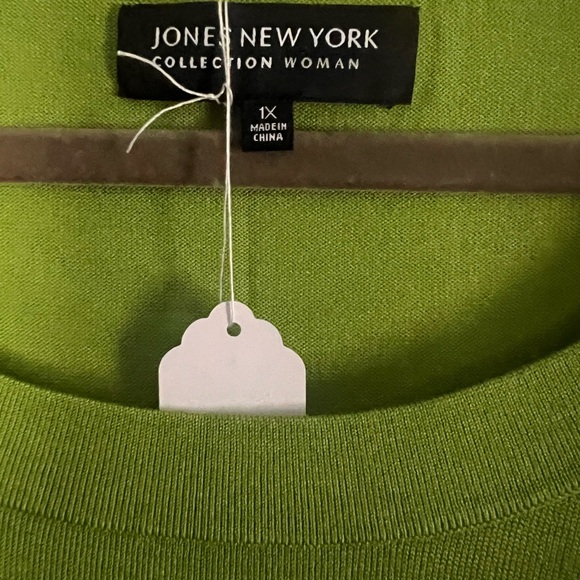 JONES NEW YORK
COLLECTION WOMAN
1X
MADE IN
CHINA